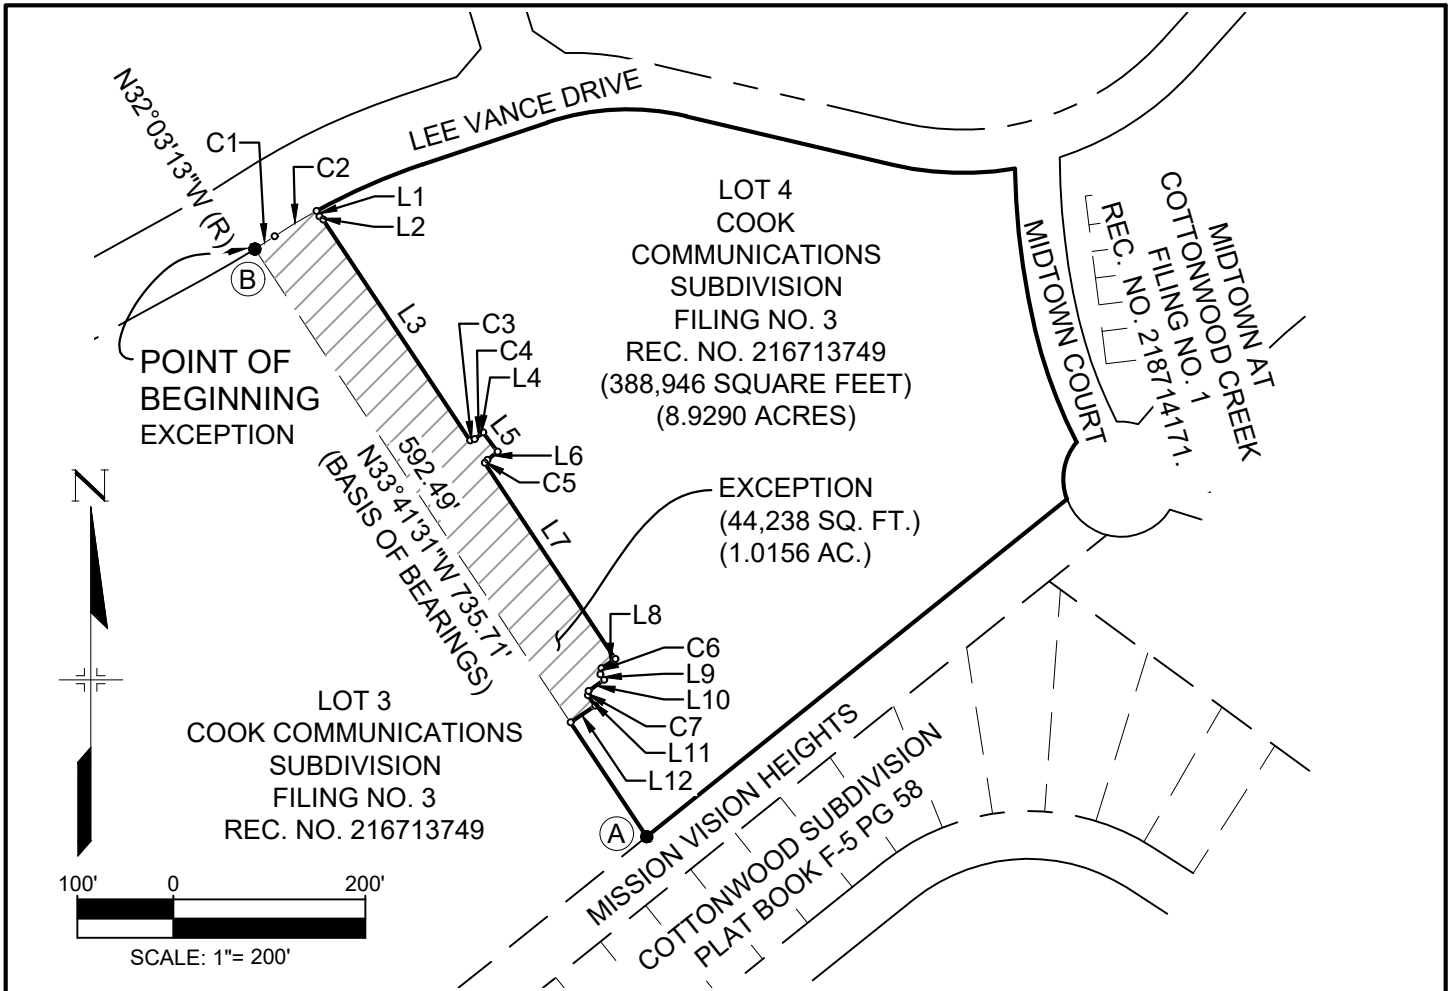 LEE VANCE DRIVE
N32°03'13"W (R)
C1
C2
L1
L2
B
POINT OF
BEGINNING
EXCEPTION
L3
C3
C4
L4
L5
L6
C5
L7
LOT 4
COOK
COMMUNICATIONS
SUBDIVISION
FILING NO. 3
REC. NO. 216713749
(388,946 SQUARE FEET)
(8.9290 ACRES)
MIDTOWN COURT
MIDTOWN AT
COTTONWOOD CREEK
FILING NO. 1
REC. NO. 218714171.
592.49'
N33°41'31"W 735.71'
(BASIS OF BEARINGS)
EXCEPTION
(44,238 SQ. FT.)
(1.0156 AC.)
N
L8
C6
L9
L10
C7
L11
L12
LOT 3
COOK COMMUNICATIONS
SUBDIVISION
FILING NO. 3
REC. NO. 216713749
A
MISSION VISION HEIGHTS
COTTONWOOD SUBDIVISION
PLAT BOOK F-5 PG 58
100' 0 200'
SCALE: 1"= 200'